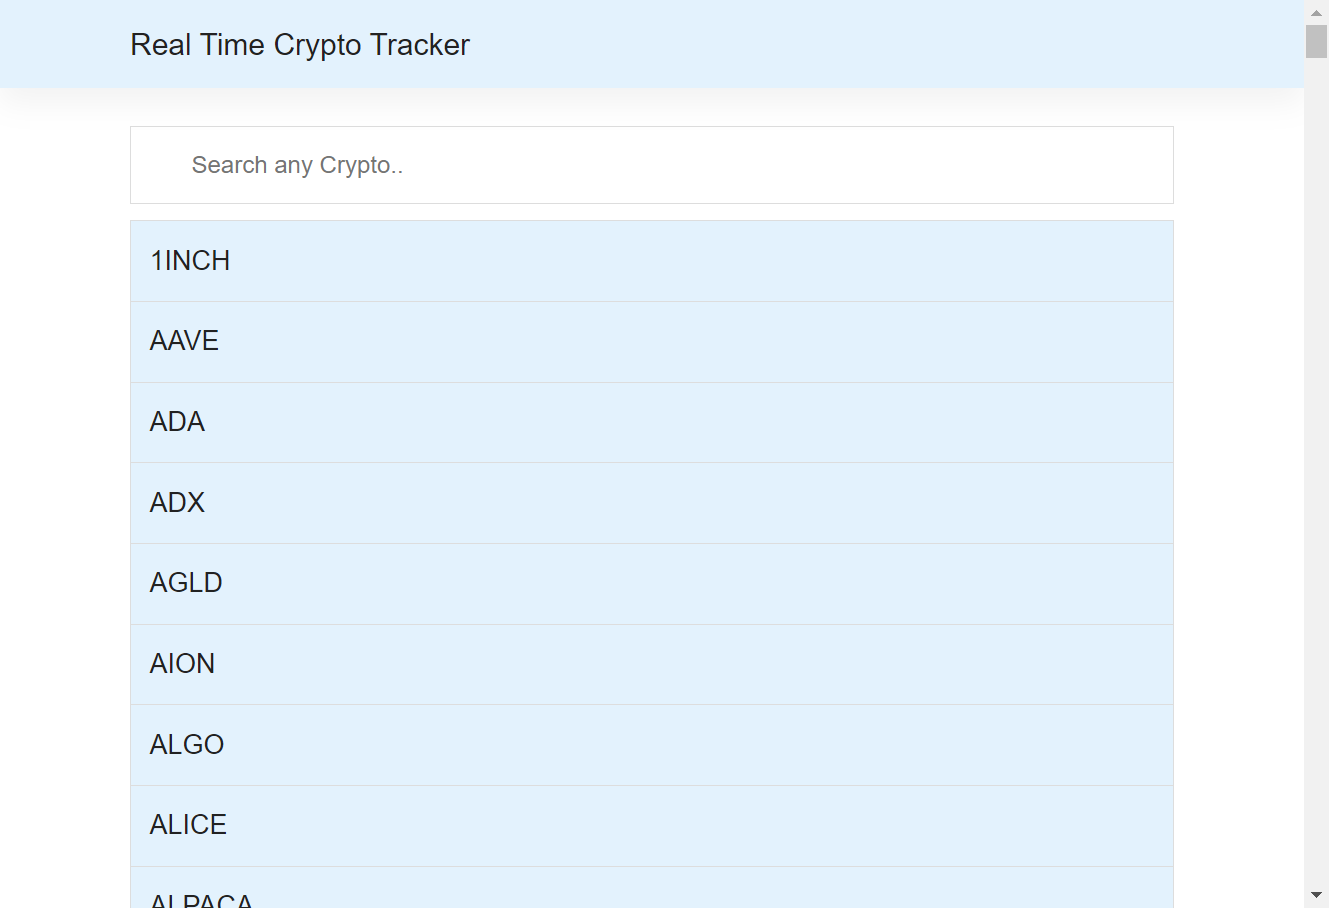 Real Time Crypto Tracker
Search any Crypto..
1INCH
AAVE
ADA
ADX
AGLD
AION
ALGO
ALICE
ALPACA